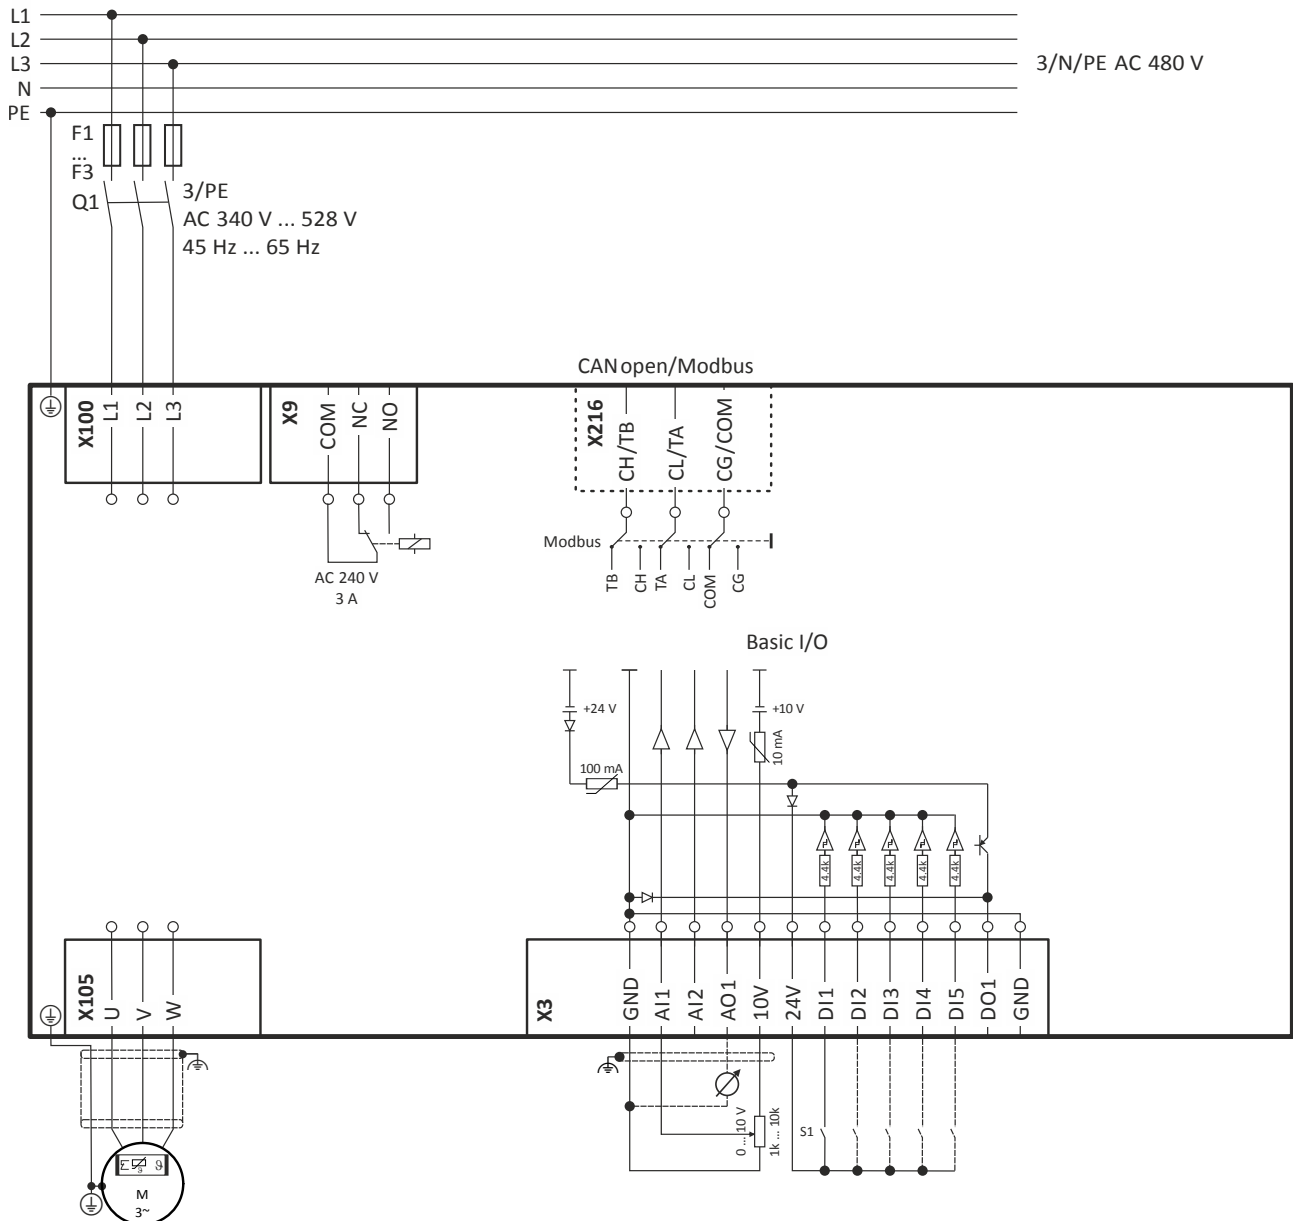 L1
L2
L3
N
PE
3/N/PE AC 480 V
F1
...
F3
Q1
3/PE
AC 340 V ... 528 V
45 Hz ... 65 Hz
CANopen/Modbus
X100
L1
L2
L3
X9
COM
NC
NO
X216
CH/TB
CL/TA
CG/COM
AC 240 V
3 A
Modbus
TB
CH
TA
CL
COM
CG
Basic I/O
+24 V
+10 V
10 mA
100 mA
4.4k
4.4k
4.4k
4.4k
4.4k
X105
U
V
W
X3
GND
AI1
AI2
AO1
10V
24V
DI1
DI2
DI3
DI4
DI5
DO1
GND
0 ... 10 V
1k ... 10k
S1
ϑ
ϑ
M
3~